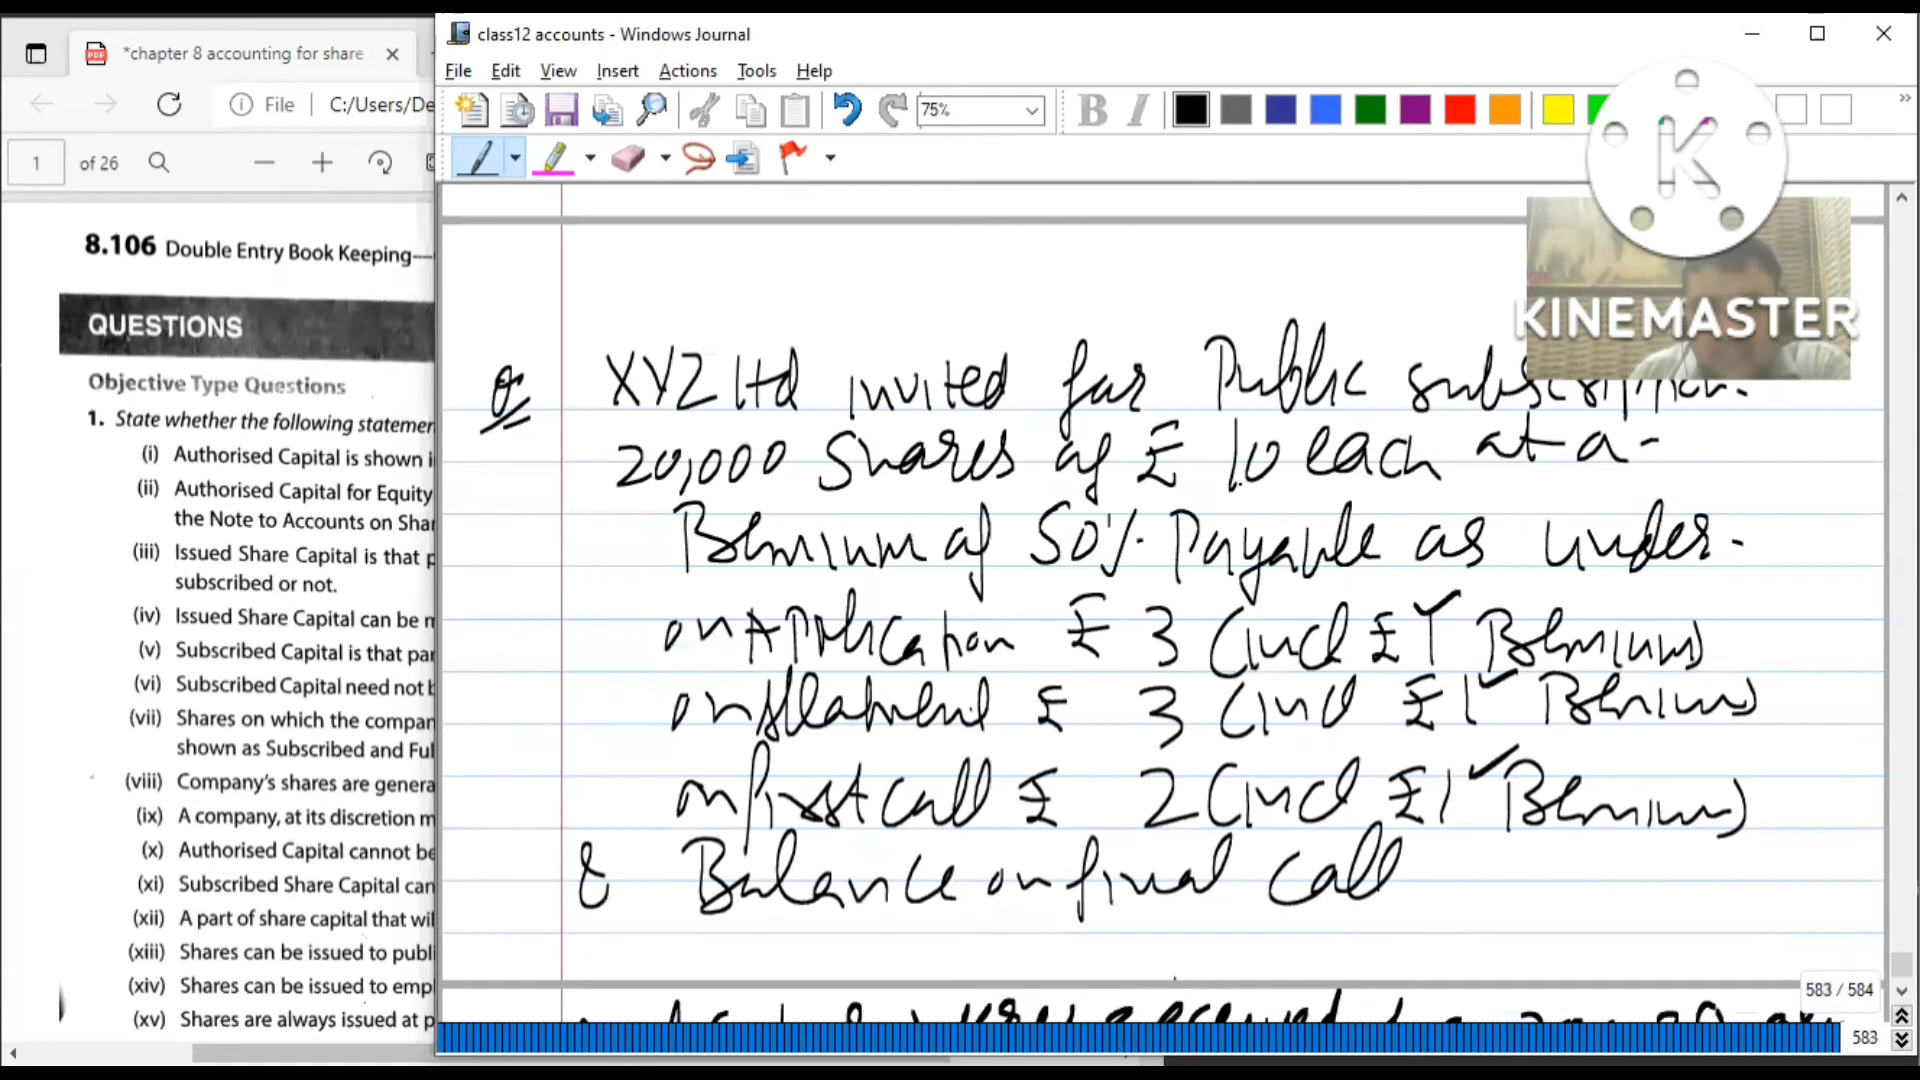 class12 accounts - Windows Journal
*chapter 8 accounting for share
File Edit View Insert Actions Tools Help
File C:/Users/De
75%
B I
1 of 26
K
KINEMASTER
8.106 Double Entry Book Keeping—
QUESTIONS
Objective Type Questions
1. State whether the following statemen
(i) Authorised Capital is shown i
(ii) Authorised Capital for Equity
the Note to Accounts on Shar
(iii) Issued Share Capital is that p
subscribed or not.
(iv) Issued Share Capital can be n
(v) Subscribed Capital is that par
(vi) Subscribed Capital need not b
(vii) Shares on which the compan
shown as Subscribed and Ful
(viii) Company's shares are genera
(ix) A company, at its discretion m
(x) Authorised Capital cannot be
(xi) Subscribed Share Capital can
(xii) A part of share capital that wil
(xiii) Shares can be issued to publi
(xiv) Shares can be issued to emp
(xv) Shares are always issued at p
Q XYZ ltd invited for Public subscription.
20,000 Shares of ₹ 10 each at a -
Premium of 50% Payable as under -
on Application ₹ 3 (incl ₹ 1 Premium)
on Allotment ₹ 3 (incl ₹ 1 Premium)
on first call ₹ 2 (incl ₹ 1 Premium)
& Balance on final call
583 / 584
583